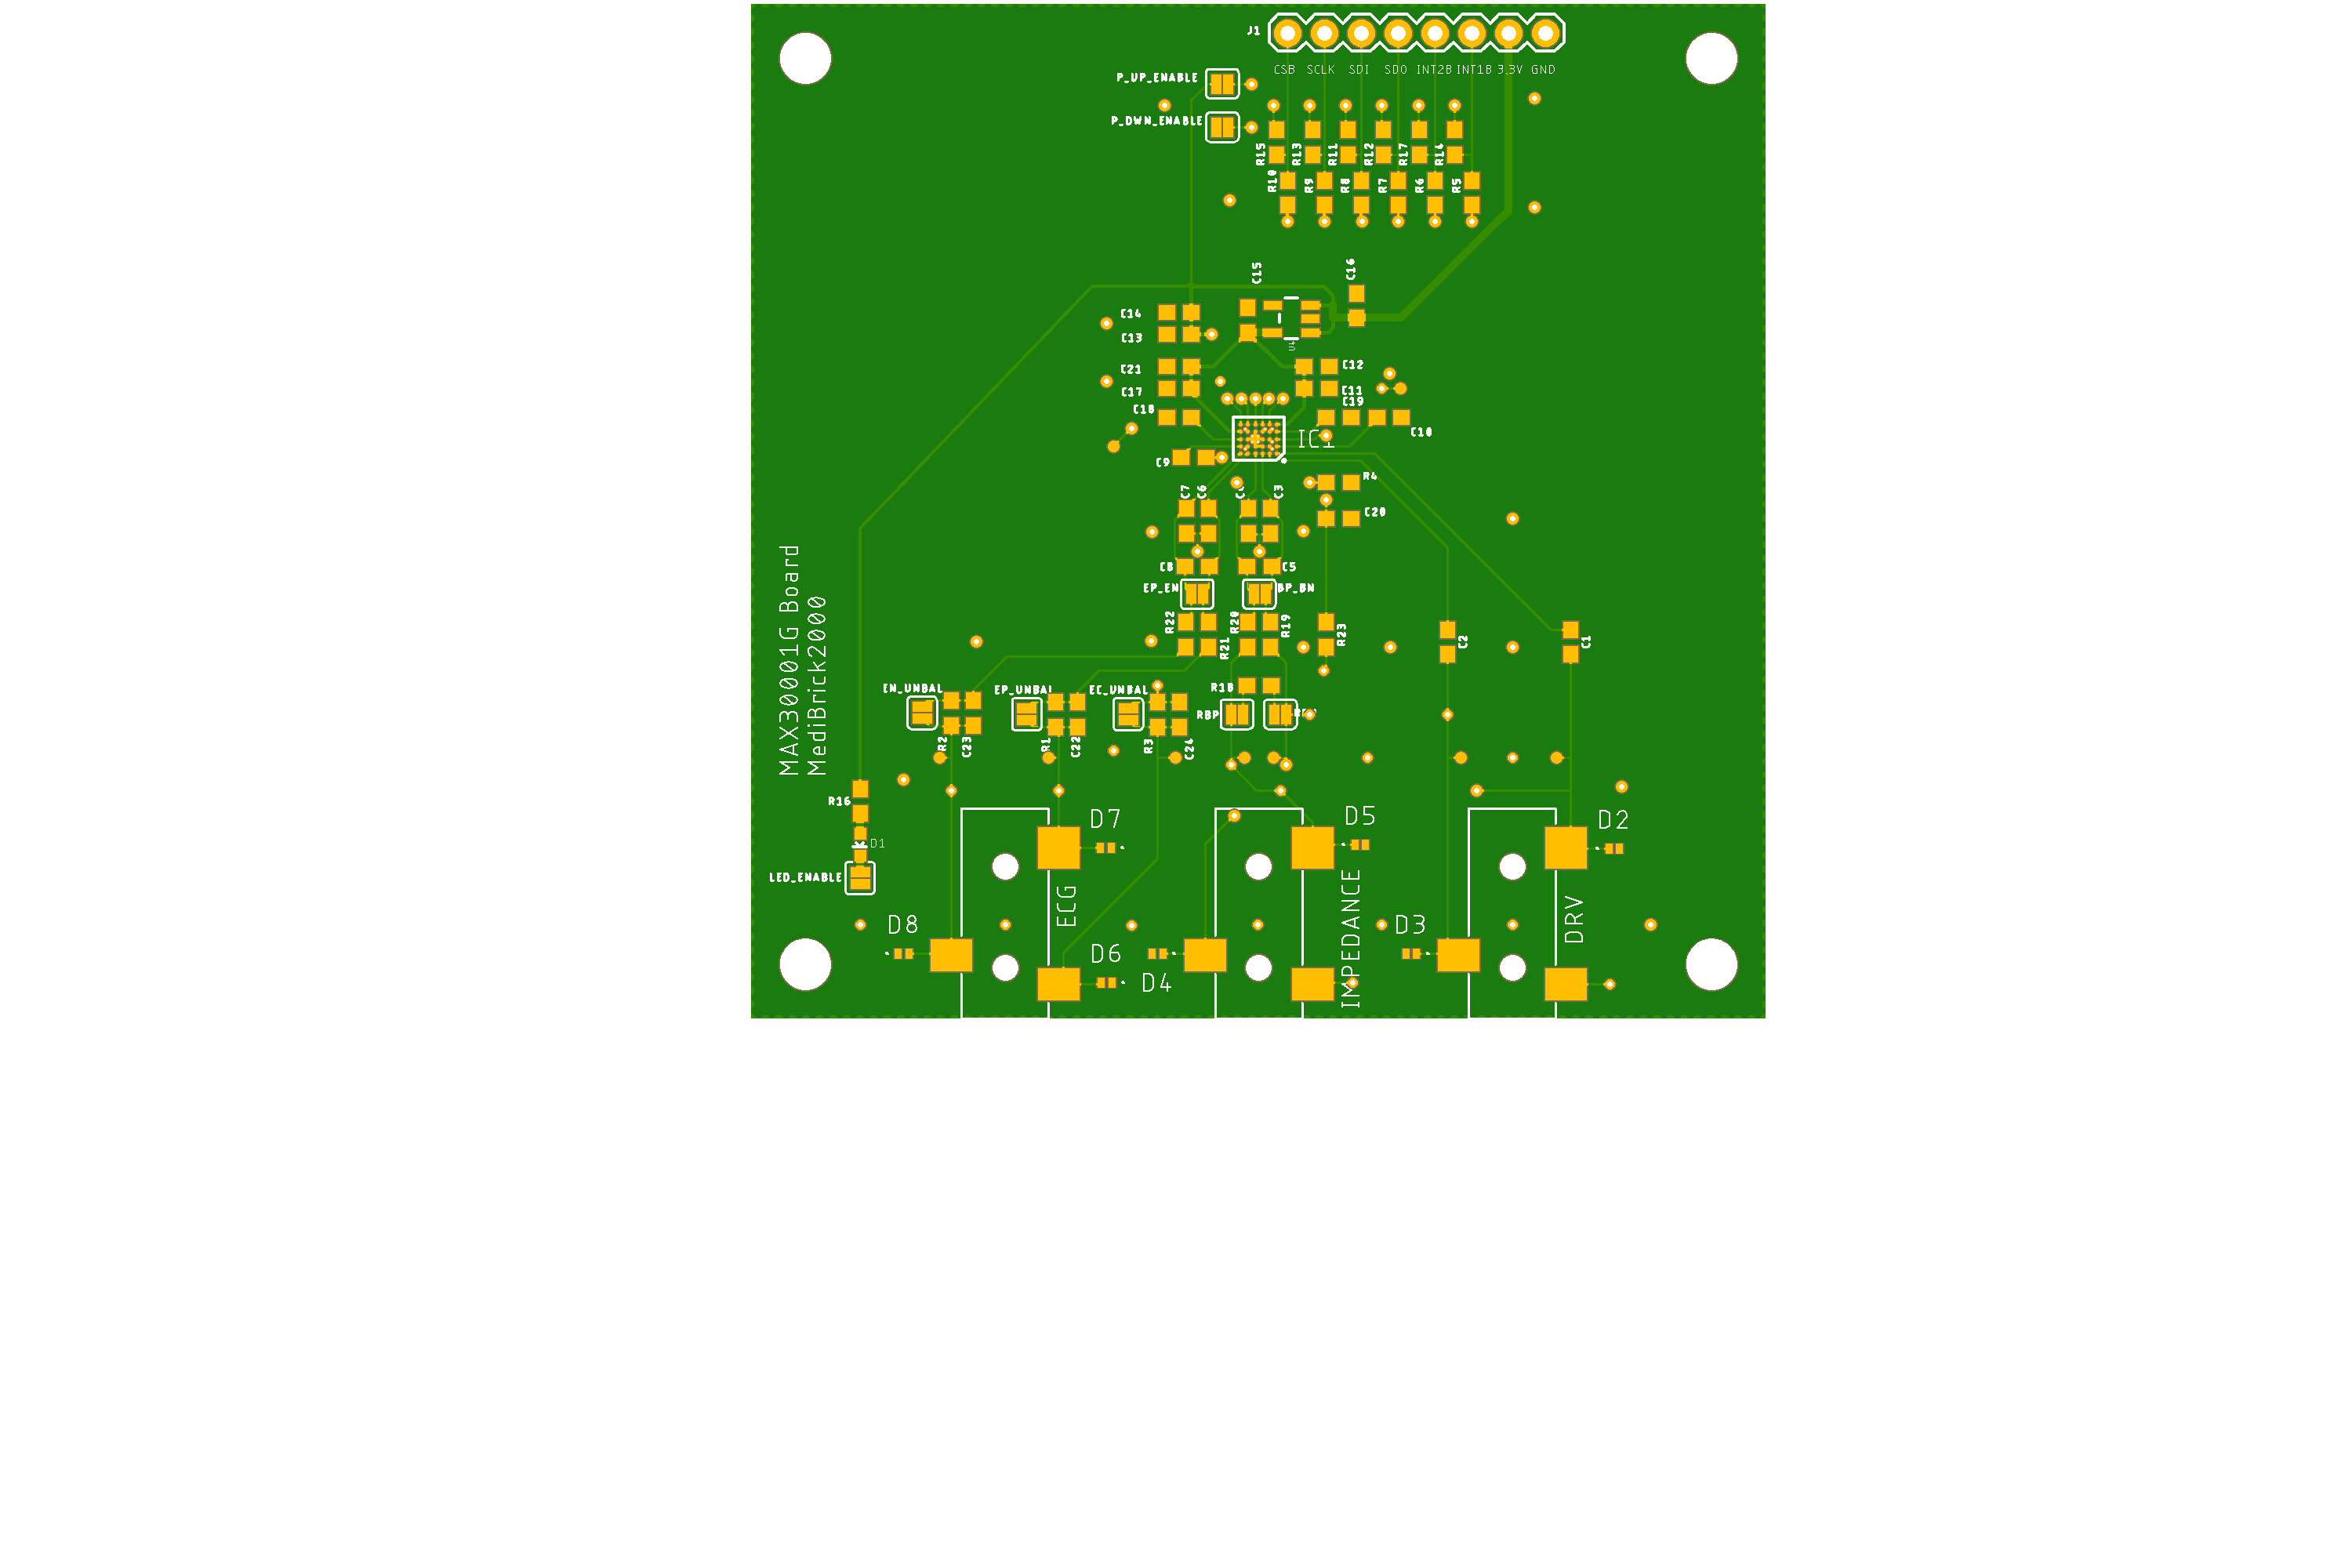 J1
CSB SCLK SDI SDO INT2B INT1B 3.3V GND
P_UP_ENABLE
P_DWN_ENABLE
R15 R13 R11 R12 R17 R14
R10 R9 R8 R7 R6 R5
C15
C16
C14
C13
U4
C21
C12
C17
C11
C19
C18
C10
IC1
C9
R4
C7 C6 C3
C20
C8
C5
EP_EN
BP_BN
R22
R20
R19
R23
R21
C2
C1
MAX30001G Board
MediBrick2000
EN_UNBAL
EP_UNBAL
EC_UNBAL
R18
RBP
R2 C23
R1 C22
R3 C24
R16
D1
LED_ENABLE
D7
D5
D2
ECG
IMPEDANCE
DRV
D8
D6
D4
D3